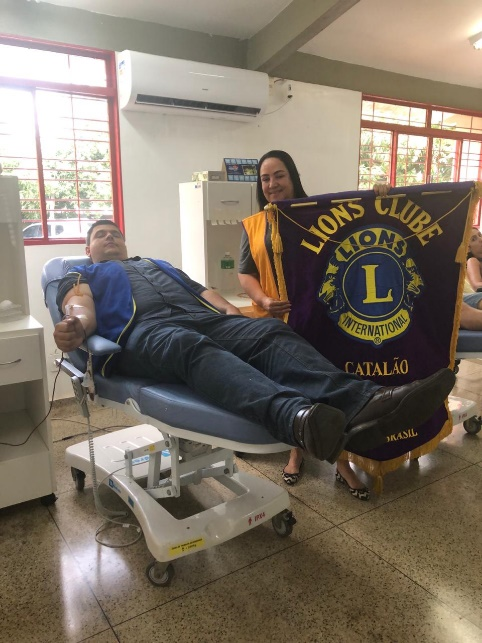 LIONS CLUBE
LIONS
L
INTERNATIONAL
®
CATALÃO
BRASIL